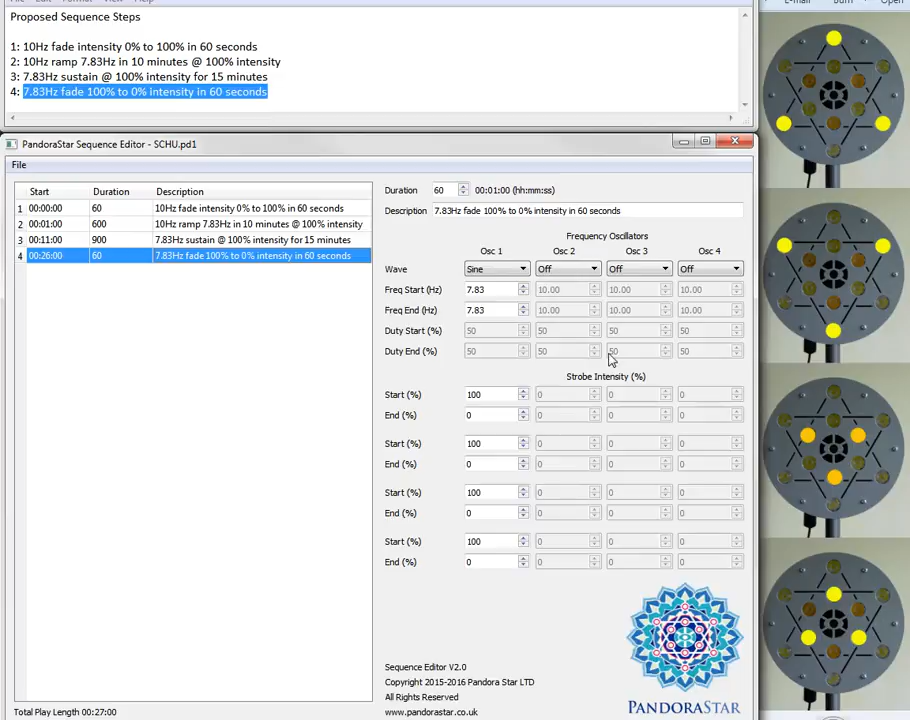 E-mail Burn Open
Proposed Sequence Steps
1: 10Hz fade intensity 0% to 100% in 60 seconds
2: 10Hz ramp 7.83Hz in 10 minutes @ 100% intensity
3: 7.83Hz sustain @ 100% intensity for 15 minutes
4: 7.83Hz fade 100% to 0% intensity in 60 seconds
PandoraStar Sequence Editor - SCHU.pd1
File
Start Duration Description
1 00:00:00 60 10Hz fade intensity 0% to 100% in 60 seconds
2 00:01:00 600 10Hz ramp 7.83Hz in 10 minutes @ 100% intensity
3 00:11:00 900 7.83Hz sustain @ 100% intensity for 15 minutes
4 00:26:00 60 7.83Hz fade 100% to 0% intensity in 60 seconds
Total Play Length 00:27:00
Duration 60 00:01:00 (hh:mm:ss)
Description 7.83Hz fade 100% to 0% intensity in 60 seconds
Frequency Oscillators
Osc 1 Osc 2 Osc 3 Osc 4
Wave Sine Off Off Off
Freq Start (Hz) 7.83 10.00 10.00 10.00
Freq End (Hz) 7.83 10.00 10.00 10.00
Duty Start (%) 50 50 50 50
Duty End (%) 50 50 50 50
Strobe Intensity (%)
Start (%) 100 0 0 0
End (%) 0 0 0 0
Start (%) 100 0 0 0
End (%) 0 0 0 0
Start (%) 100 0 0 0
End (%) 0 0 0 0
Start (%) 100 0 0 0
End (%) 0 0 0 0
Sequence Editor V2.0
Copyright 2015-2016 Pandora Star LTD
All Rights Reserved
www.pandorastar.co.uk
PANDORASTAR